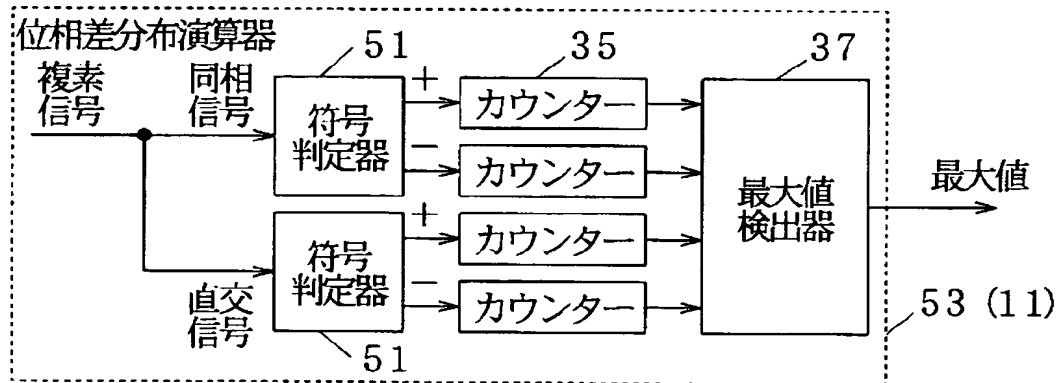 位相差分布演算器
複素
信号
同相
信号
51
符号
判定器
+
−
35
カウンター
カウンター
37
最大値
検出器
最大値
直交
信号
符号
判定器
51
+
−
カウンター
カウンター
53 (11)